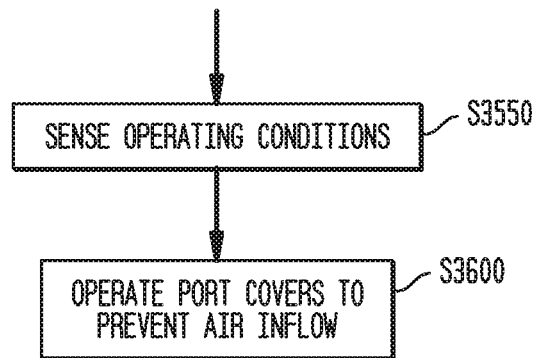 SENSE OPERATING CONDITIONS
S3550
OPERATE PORT COVERS TO
PREVENT AIR INFLOW
S3600